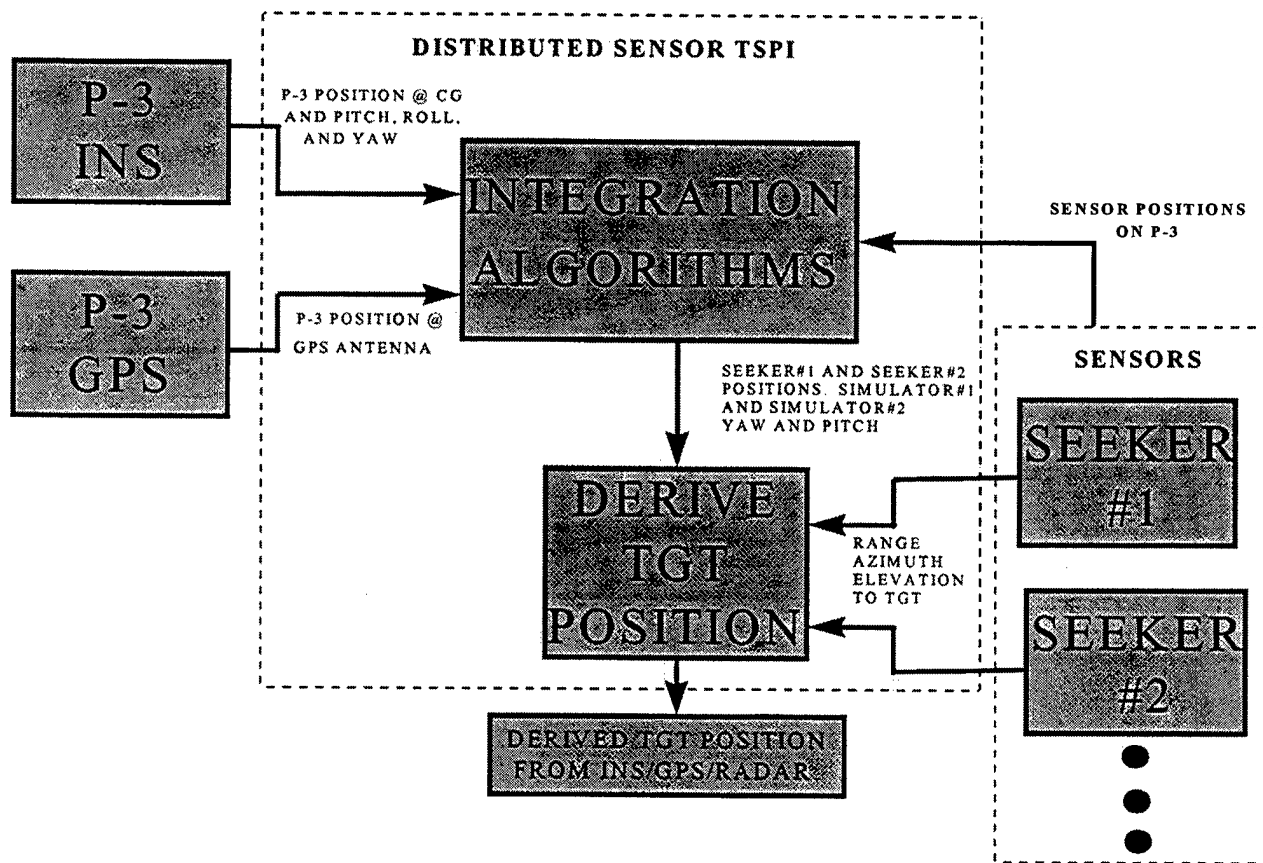 DISTRIBUTED SENSOR TSPI
P-3
INS
P-3 POSITION @ CG
AND PITCH, ROLL,
AND YAW
INTEGRATION
ALGORITHMS
SENSOR POSITIONS
ON P-3
P-3
GPS
P-3 POSITION @
GPS ANTENNA
SEEKER#1 AND SEEKER#2
POSITIONS. SIMULATOR#1
AND SIMULATOR#2
YAW AND PITCH
SENSORS
SEEKER
#1
DERIVE
TGT
POSITION
RANGE
AZIMUTH
ELEVATION
TO TGT
SEEKER
#2
DERIVED TGT POSITION
FROM INS/GPS/RADAR